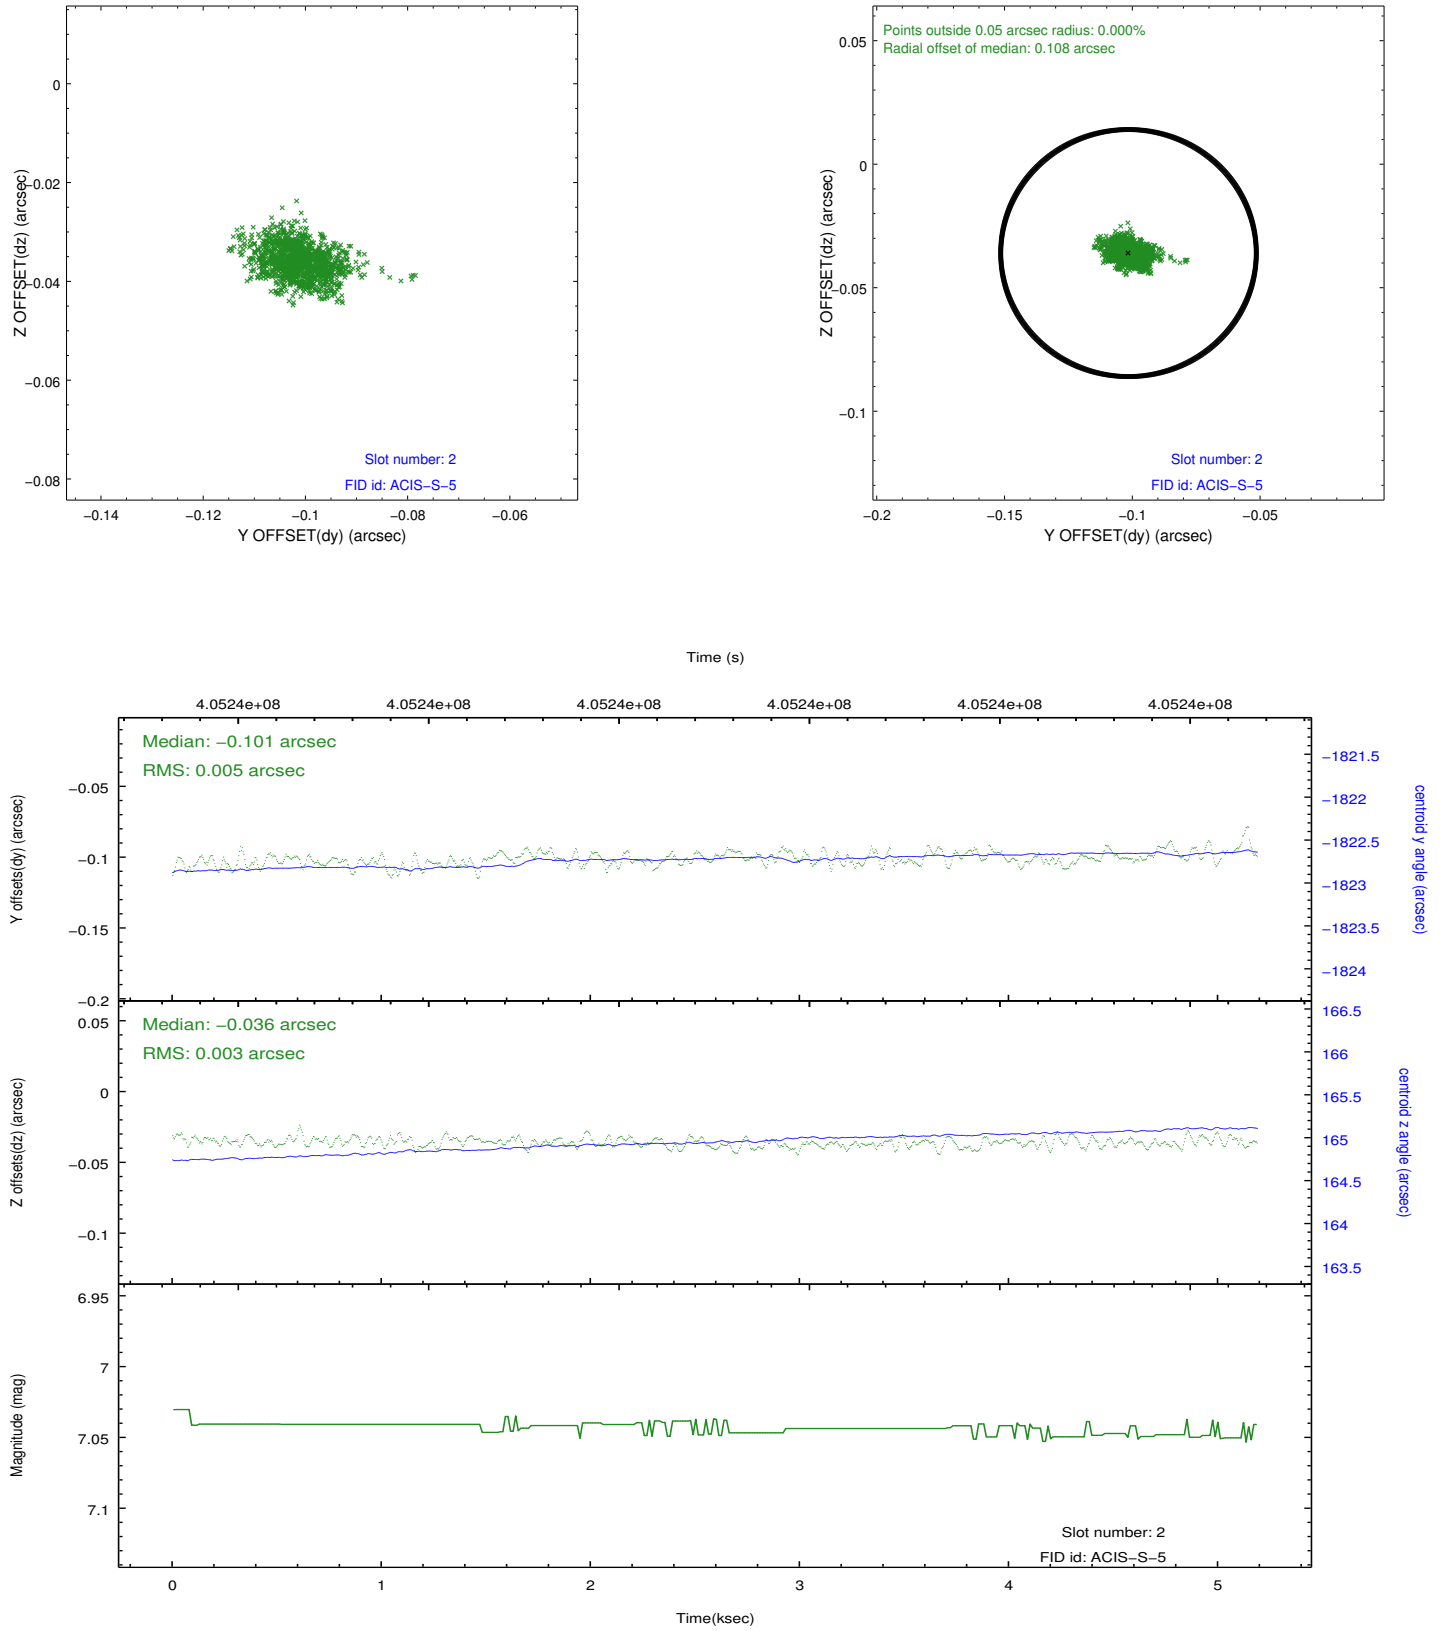 0
−0.02
−0.04
−0.06
−0.08
Z OFFSET(dz) (arcsec)
−0.14 −0.12 −0.1 −0.08 −0.06
Y OFFSET(dy) (arcsec)
Slot number: 2
FID id: ACIS−S−5
Points outside 0.05 arcsec radius: 0.000%
Radial offset of median: 0.108 arcsec
0.05
0
−0.05
−0.1
Z OFFSET(dz) (arcsec)
Slot number: 2
FID id: ACIS−S−5
−0.2 −0.15 −0.1 −0.05
Y OFFSET(dy) (arcsec)
Time (s)
4.0524e+08 4.0524e+08 4.0524e+08 4.0524e+08 4.0524e+08 4.0524e+08
Median: −0.101 arcsec
RMS: 0.005 arcsec
−0.05
−0.1
−0.15
−0.2
Y offsets(dy) (arcsec)
−1821.5
−1822
−1822.5
−1823
−1823.5
−1824
centroid y angle (arcsec)
Median: −0.036 arcsec
RMS: 0.003 arcsec
0.05
0
−0.05
−0.1
Z offsets(dz) (arcsec)
166.5
166
165.5
165
164.5
164
163.5
centroid z angle (arcsec)
6.95
7
7.05
7.1
Magnitude (mag)
Slot number: 2
FID id: ACIS−S−5
0 1 2 3 4 5
Time(ksec)